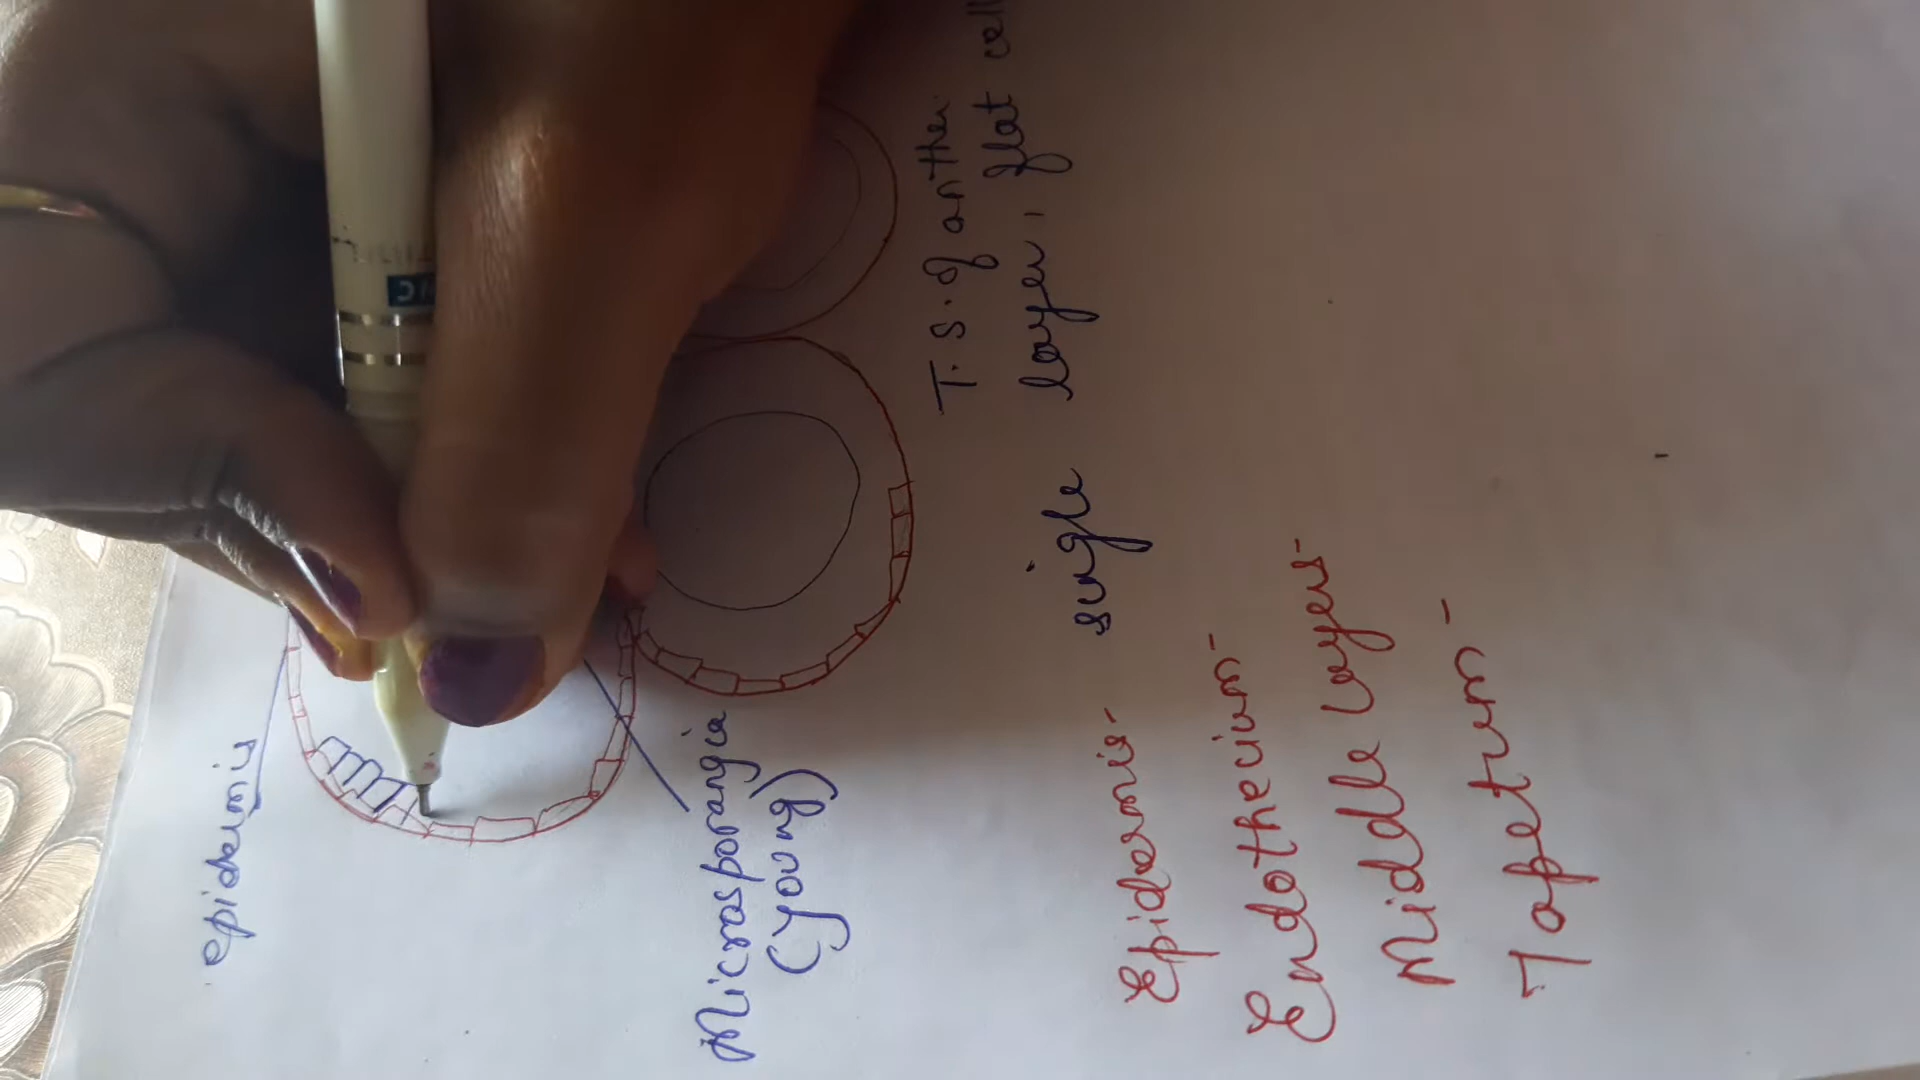 epidermis
Microsporangia
(young)
T.S. of anther
Epidermis- single layer, flat cell
Endothecium-
Middle layers-
Tapetum-